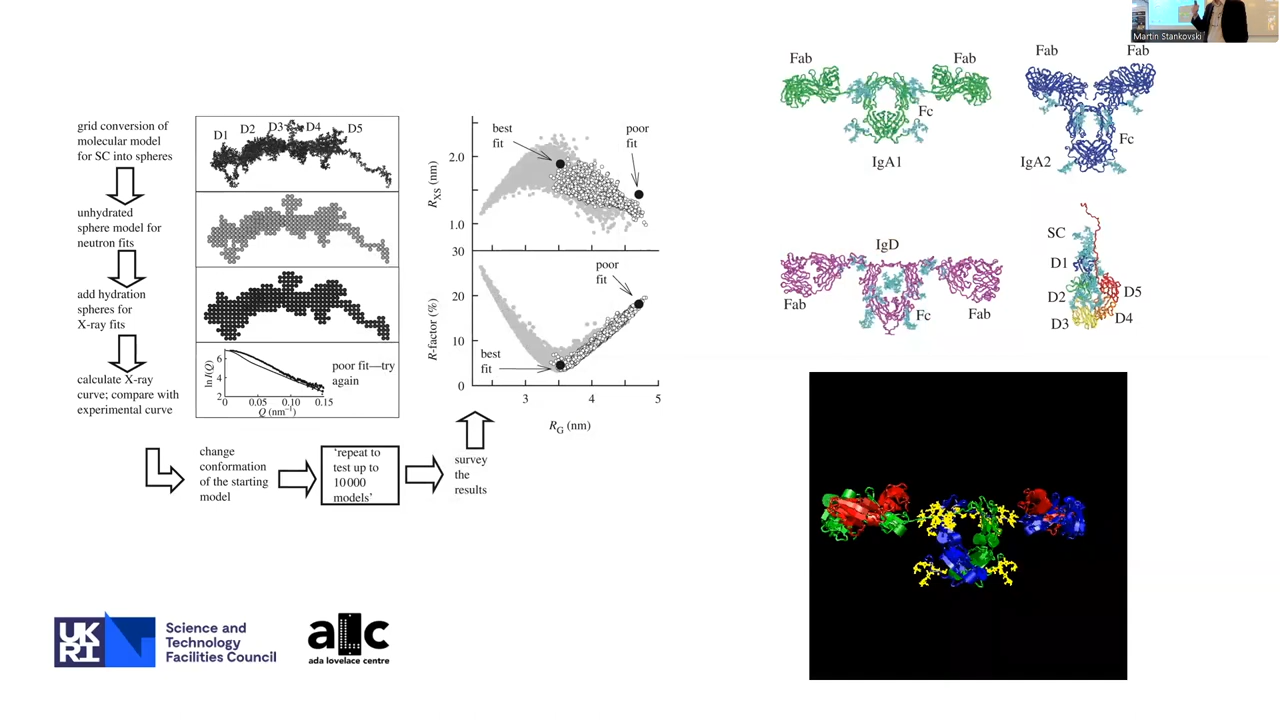 Martin Stankovski
grid conversion of
molecular model
for SC into spheres
unhydrated
sphere model for
neutron fits
add hydration
spheres for
X-ray fits
calculate X-ray
curve; compare with
experimental curve
D1 D2 D3 D4 D5
ln I(Q)
6
4
2
0 0.05 0.10 0.15
Q (nm⁻¹)
poor fit—try
again
change
conformation
of the starting
model
'repeat to
test up to
10 000
models'
survey
the
results
R_XS (nm)
2.0
1.0
best
fit
poor
fit
R-factor (%)
30
20
10
0
poor
fit
best
fit
3 4 5
R_G (nm)
Fab Fab
Fc
IgA1
Fab Fab
Fc
IgA2
IgD
Fab Fc Fab
SC
D1
D2
D3
D5
D4
UK
RI
Science and
Technology
Facilities Council
alc
ada lovelace centre